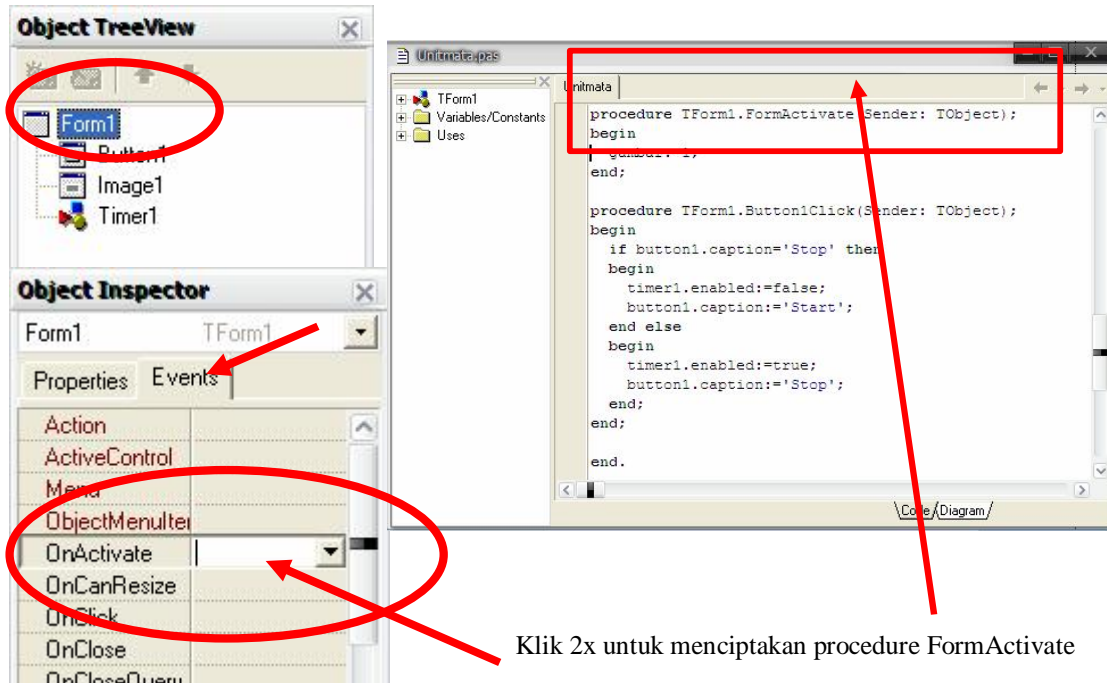 Object TreeView
Form1
Button1
Image1
Timer1
Object Inspector
Form1 TForm1
Properties Events
Action
ActiveControl
Menu
ObjectMenuItem
OnActivate
OnCanResize
OnClick
OnClose
OnCloseQuery
Unitmata.pas
TForm1
Variables/Constants
Uses
Unitmata
procedure TForm1.FormActivate(Sender: TObject);
begin
end;
procedure TForm1.Button1Click(Sender: TObject);
begin
if button1.caption='Stop' then
begin
timer1.enabled:=false;
button1.caption:='Start';
end else
begin
timer1.enabled:=true;
button1.caption:='Stop';
end;
end;
end.
Code Diagram
Klik 2x untuk menciptakan procedure FormActivate